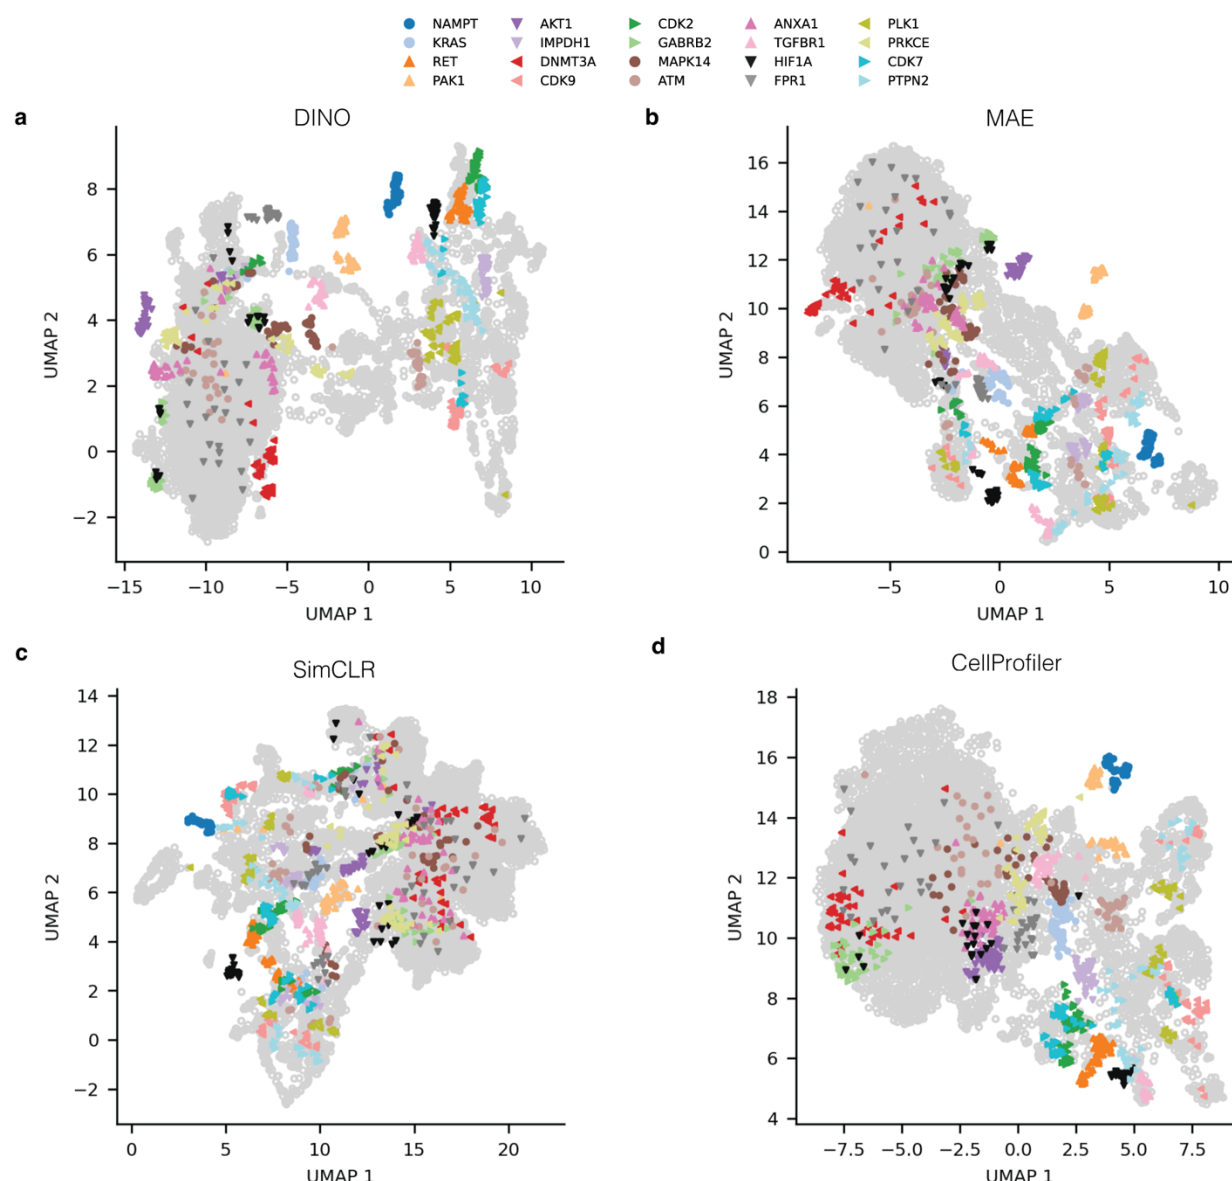 NAMPT AKT1 CDK2 ANXA1 PLK1
KRAS IMPDH1 GABRB2 TGFBR1 PRKCE
RET DNMT3A MAPK14 HIF1A CDK7
PAK1 CDK9 ATM FPR1 PTPN2
a DINO
8
6
4
2
0
−2
UMAP 2
−15 −10 −5 0 5 10
UMAP 1
b MAE
16
14
12
10
8
6
4
2
0
UMAP 2
−5 0 5 10
UMAP 1
c SimCLR
14
12
10
8
6
4
2
0
−2
UMAP 2
0 5 10 15 20
UMAP 1
d CellProfiler
18
16
14
12
10
8
6
4
UMAP 2
−7.5 −5.0 −2.5 0.0 2.5 5.0 7.5
UMAP 1